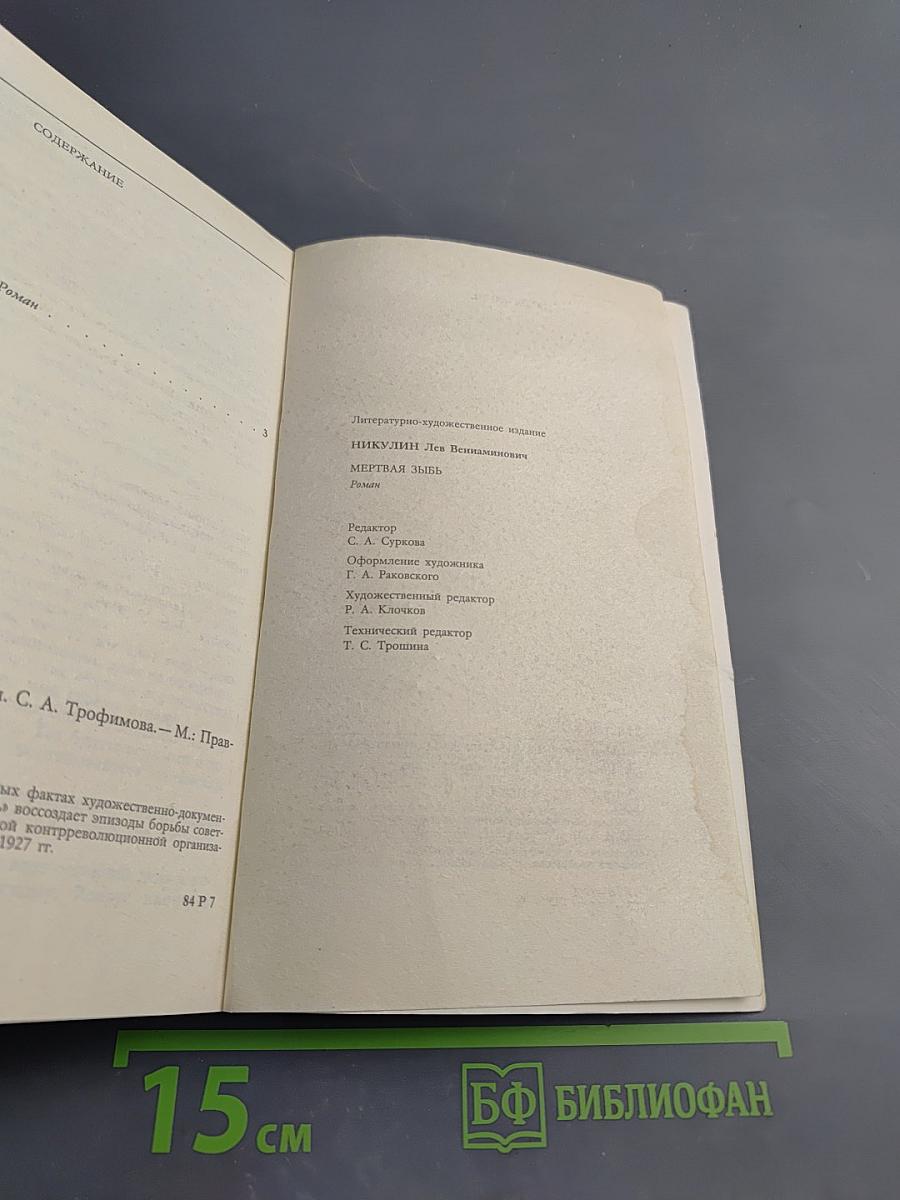 СОДЕРЖАНИЕ
Роман . . . . . . . . . . . . 3
С. А. Трофимова.— М.: Прав-
фактах художественно-докумен-
воссоздает эпизоды борьбы совет-
контрреволюционной организа-
1927 гг.
84 Р 7
Литературно-художественное издание
НИКУЛИН Лев Вениаминович
МЕРТВАЯ ЗЫБЬ
Роман
Редактор
С. А. Суркова
Оформление художника
Г. А. Раковского
Художественный редактор
Р. А. Клочков
Технический редактор
Т. С. Трошина
15 см
БФ БИБЛИОФАН